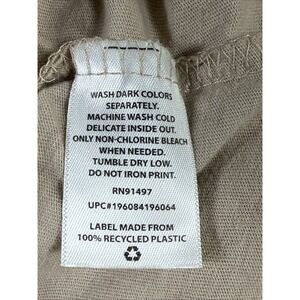 WASH DARK COLORS
SEPARATELY.
MACHINE WASH COLD
DELICATE INSIDE OUT.
ONLY NON-CHLORINE BLEACH
WHEN NEEDED.
TUMBLE DRY LOW.
DO NOT IRON PRINT.
RN91497
UPC#196084196064
LABEL MADE FROM
100% RECYCLED PLASTIC